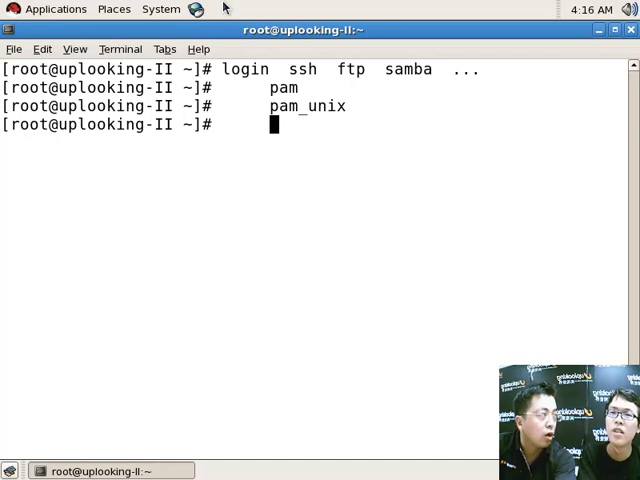 Applications Places System 4:16 AM
root@uplooking-II:~
File Edit View Terminal Tabs Help
[root@uplooking-II ~]# login ssh ftp samba ...
[root@uplooking-II ~]# pam
[root@uplooking-II ~]# pam_unix
[root@uplooking-II ~]#
root@uplooking-II:~